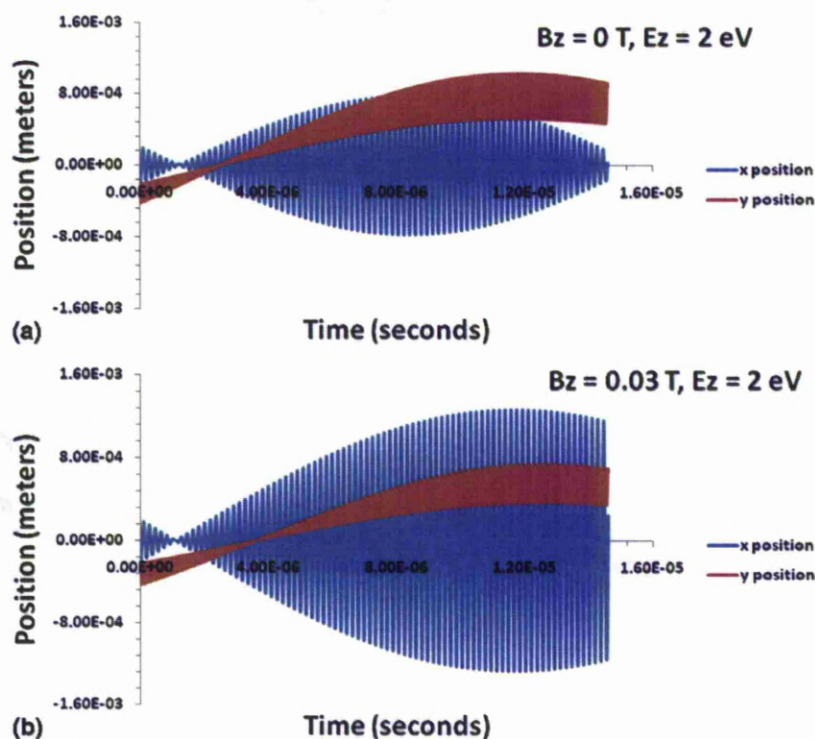 1.60E-03
Bz = 0 T, Ez = 2 eV
8.00E-04
0.00E+00
0.00E+00 4.00E-06 8.00E-06 1.20E-05 1.60E-05
-8.00E-04
-1.60E-03
Position (meters)
x position
y position
(a)
Time (seconds)
1.60E-03
Bz = 0.03 T, Ez = 2 eV
8.00E-04
0.00E+00
0.00E+00 4.00E-06 8.00E-06 1.20E-05 1.60E-05
-8.00E-04
-1.60E-03
Position (meters)
x position
y position
(b)
Time (seconds)